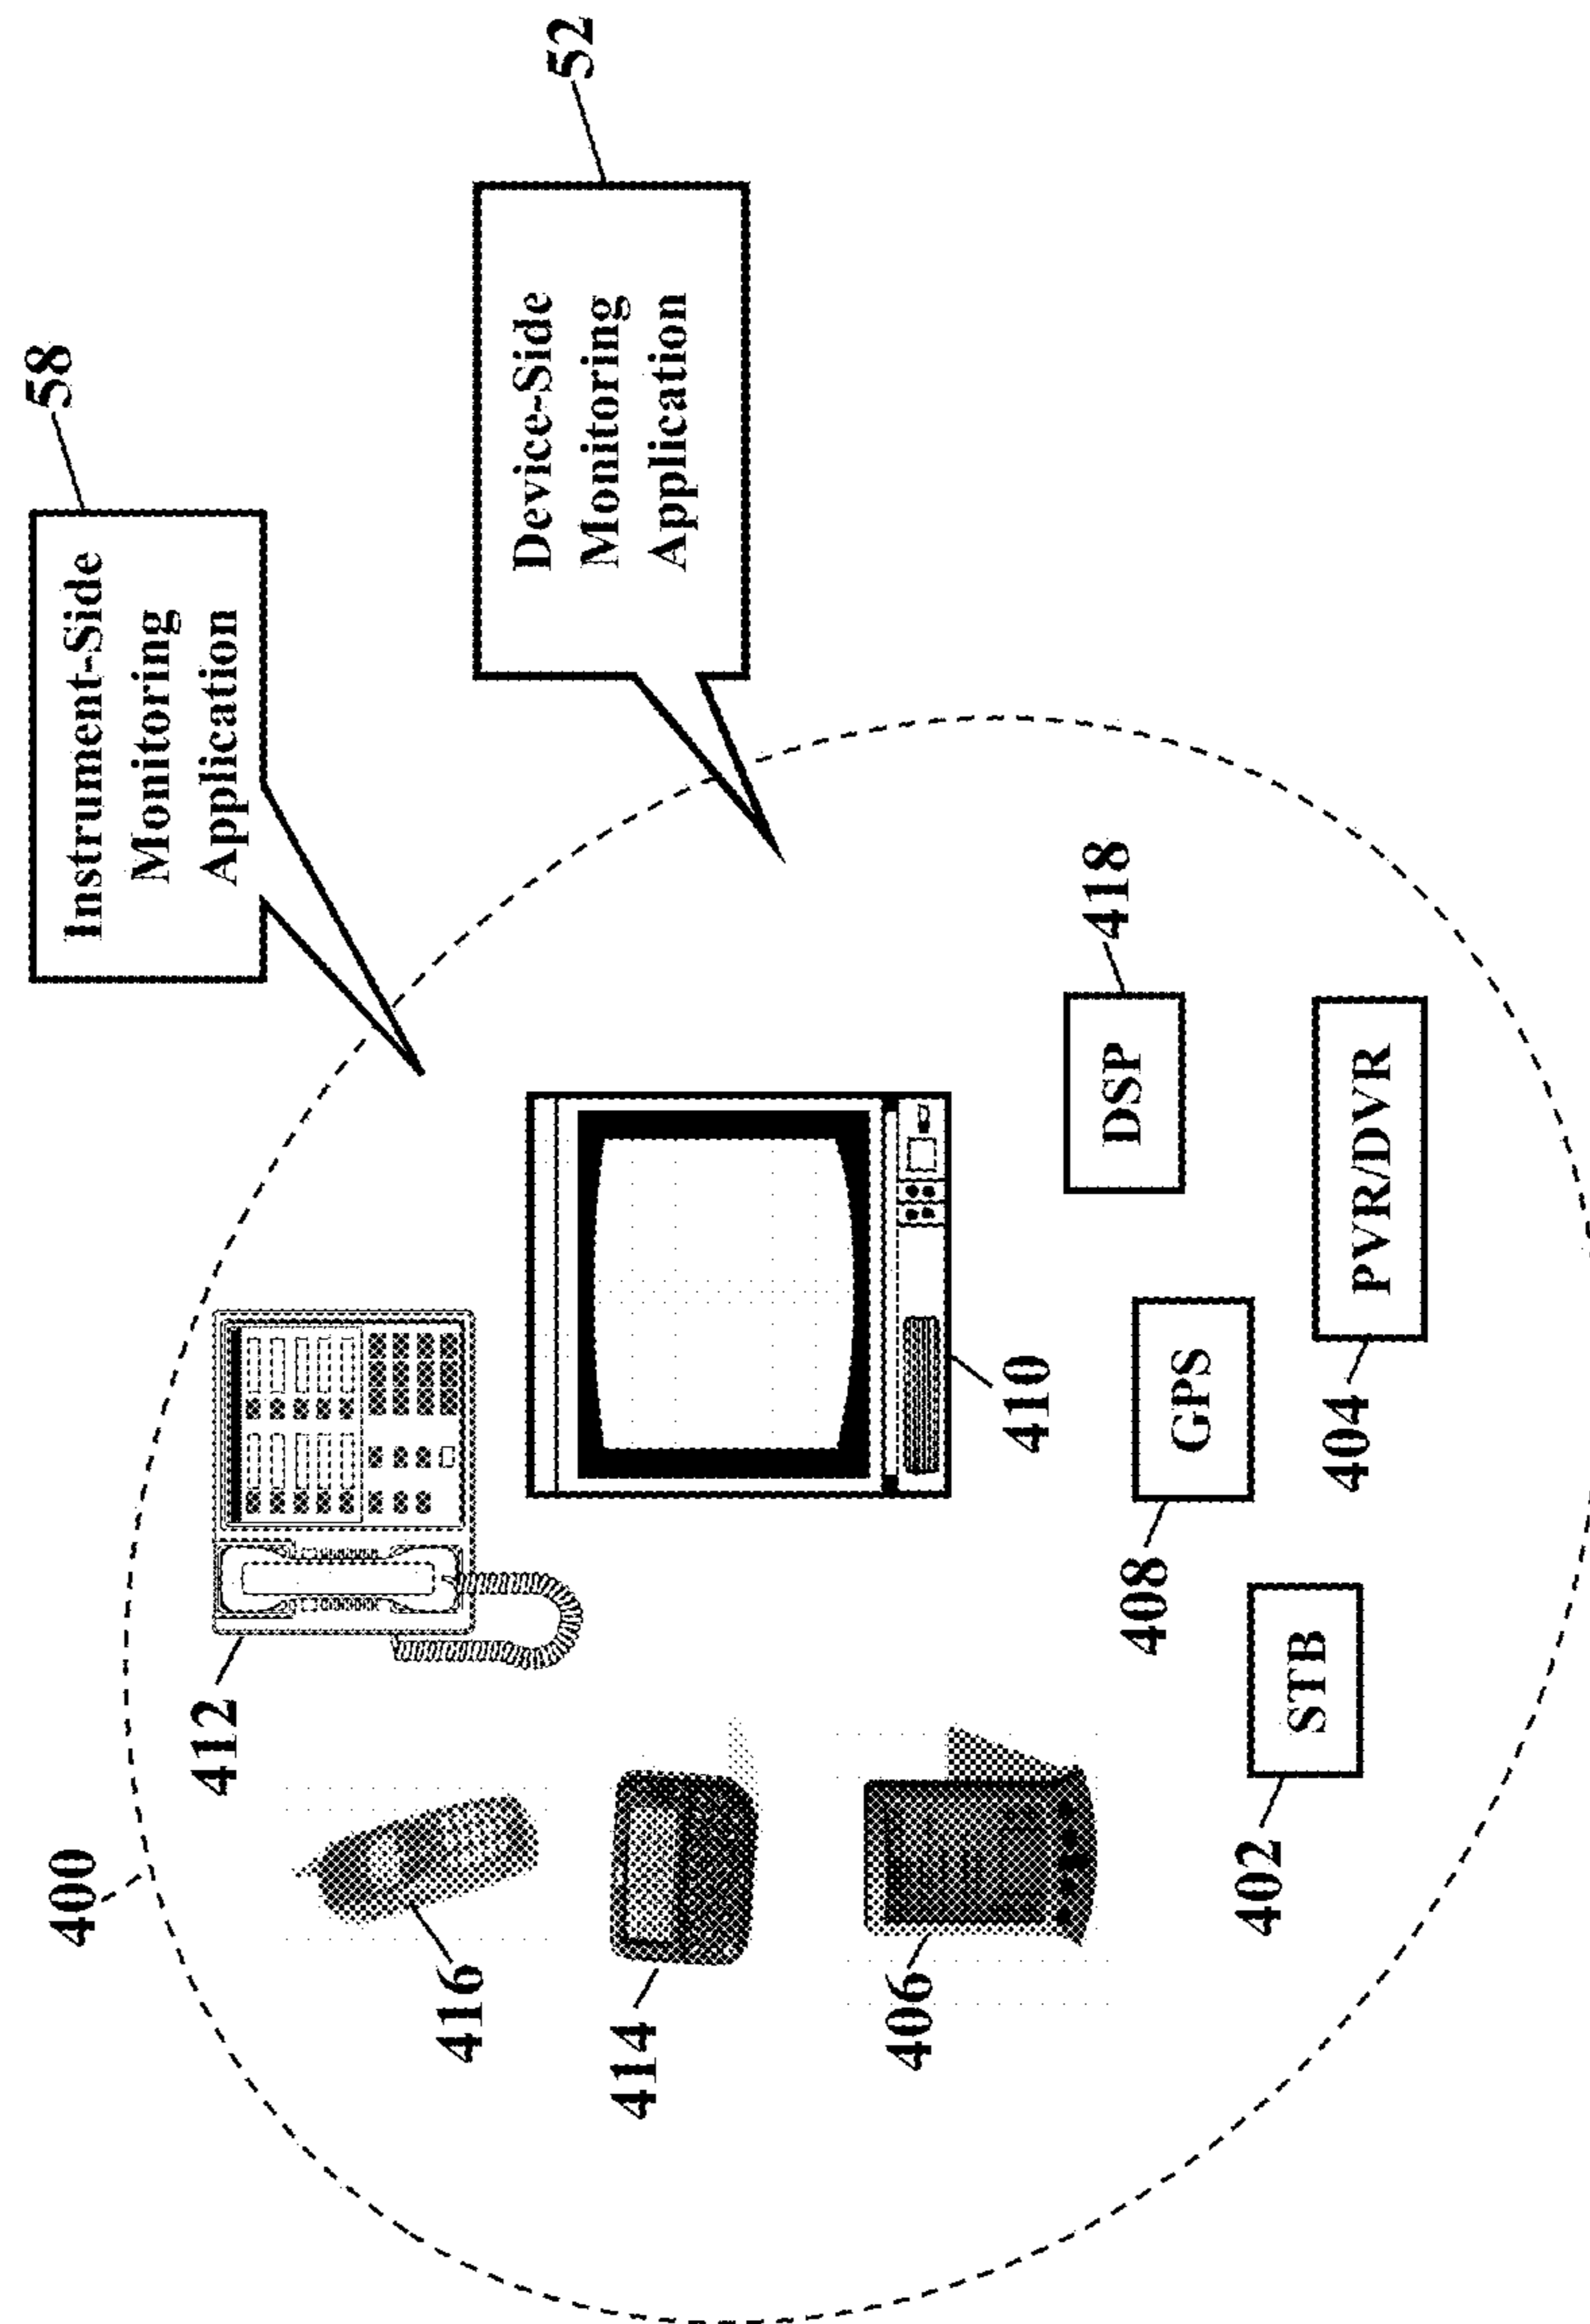 58
Instrument-Side
Monitoring
Application
52
Device-Side
Monitoring
Application
400
412
416
414
406
410
418
DSP
GPS
408
PVR/DVR
404
STB
402